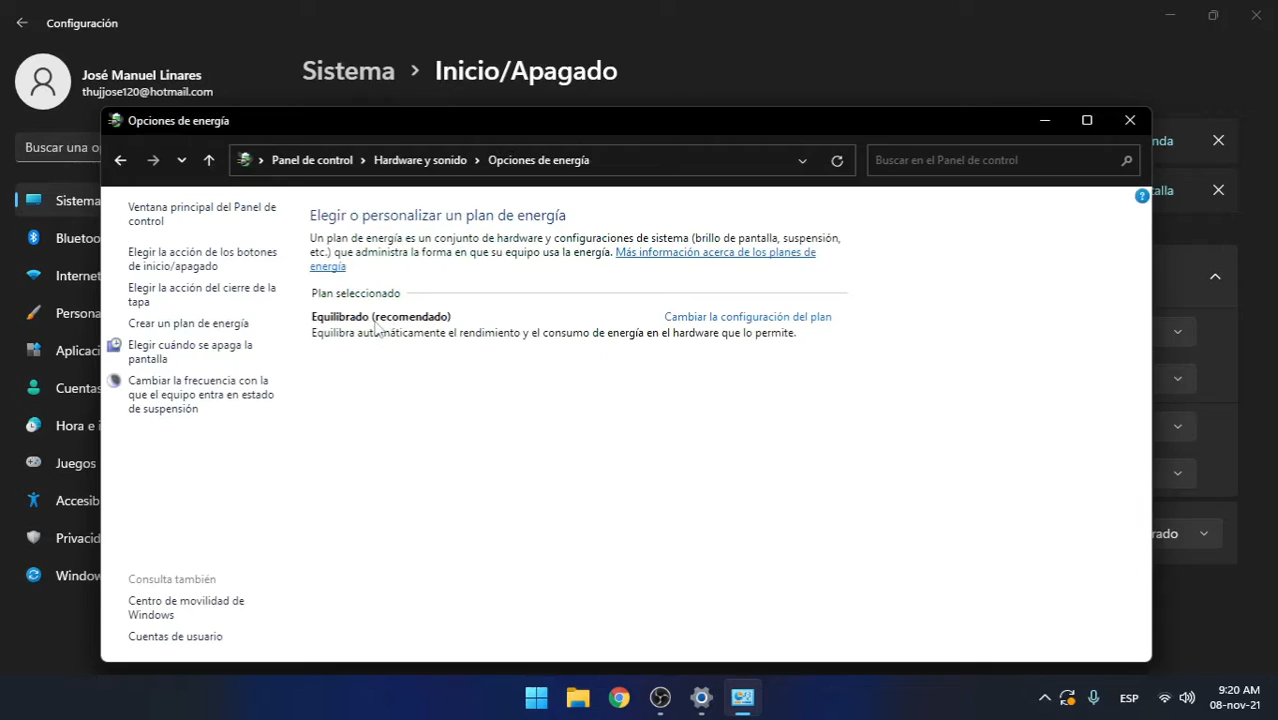 Configuración
José Manuel Linares
thujjose120@hotmail.com
Sistema > Inicio/Apagado
Buscar una o
Sistema
Bluetoo
Internet
Persona
Aplicaci
Cuentas
Hora e i
Juegos
Accesib
Privacid
Window
Opciones de energía
Panel de control > Hardware y sonido > Opciones de energía
Buscar en el Panel de control
Ventana principal del Panel de
control
Elegir la acción de los botones
de inicio/apagado
Elegir la acción del cierre de la
tapa
Crear un plan de energía
Elegir cuándo se apaga la
pantalla
Cambiar la frecuencia con la
que el equipo entra en estado
de suspensión
Consulta también
Centro de movilidad de
Windows
Cuentas de usuario
Elegir o personalizar un plan de energía
Un plan de energía es un conjunto de hardware y configuraciones de sistema (brillo de pantalla, suspensión,
etc.) que administra la forma en que su equipo usa la energía. Más información acerca de los planes de
energía
Plan seleccionado
Equilibrado (recomendado) Cambiar la configuración del plan
Equilibra automáticamente el rendimiento y el consumo de energía en el hardware que lo permite.
nda
talla
rado
ESP
9:20 AM
08-nov-21